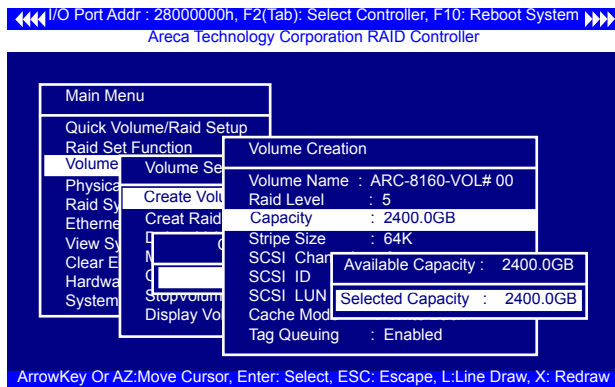 I/O Port Addr : 28000000h, F2(Tab): Select Controller, F10: Reboot System
Areca Technology Corporation RAID Controller
Main Menu
Quick Volume/Raid Setup
Raid Set Function
Volume
Physica
Raid Sy
Etherne
View Sy
Clear E
Hardwa
System
Volume Se
Create Volu
Creat Raid
Display Vo
Volume Creation
Volume Name : ARC-8160-VOL# 00
Raid Level : 5
Capacity : 2400.0GB
Stripe Size : 64K
SCSI Chan
SCSI ID
SCSI LUN
Cache Mod
Tag Queuing : Enabled
Available Capacity : 2400.0GB
Selected Capacity : 2400.0GB
ArrowKey Or AZ:Move Cursor, Enter: Select, ESC: Escape, L:Line Draw, X: Redraw